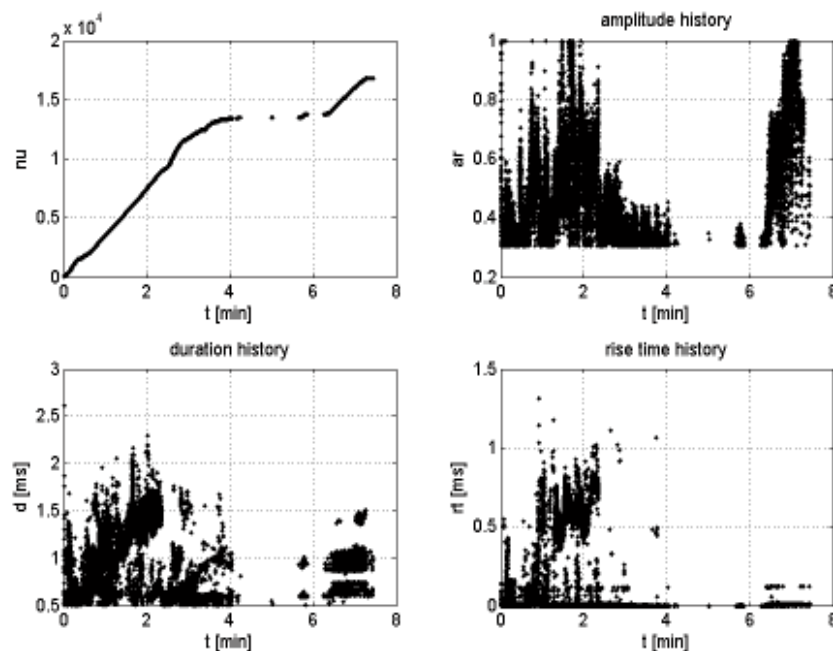 x 10^4
amplitude history
2
1.5
1
0.5
0
nu
0 2 4 6 8
t [min]
1
0.8
0.6
0.4
0.2
ar
0 2 4 6 8
t [min]
duration history
3
2.5
2
1.5
1
0.5
d [ms]
0 2 4 6 8
t [min]
rise time history
1.5
1
0.5
0
rt [ms]
0 2 4 6 8
t [min]